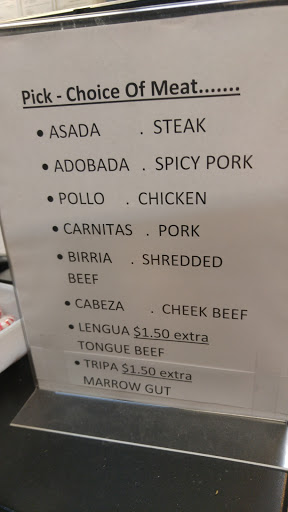 Pick - Choice Of Meat.......
• ASADA . STEAK
• ADOBADA . SPICY PORK
• POLLO . CHICKEN
• CARNITAS . PORK
• BIRRIA . SHREDDED
BEEF
• CABEZA . CHEEK BEEF
• LENGUA $1.50 extra
TONGUE BEEF
• TRIPA $1.50 extra
MARROW GUT